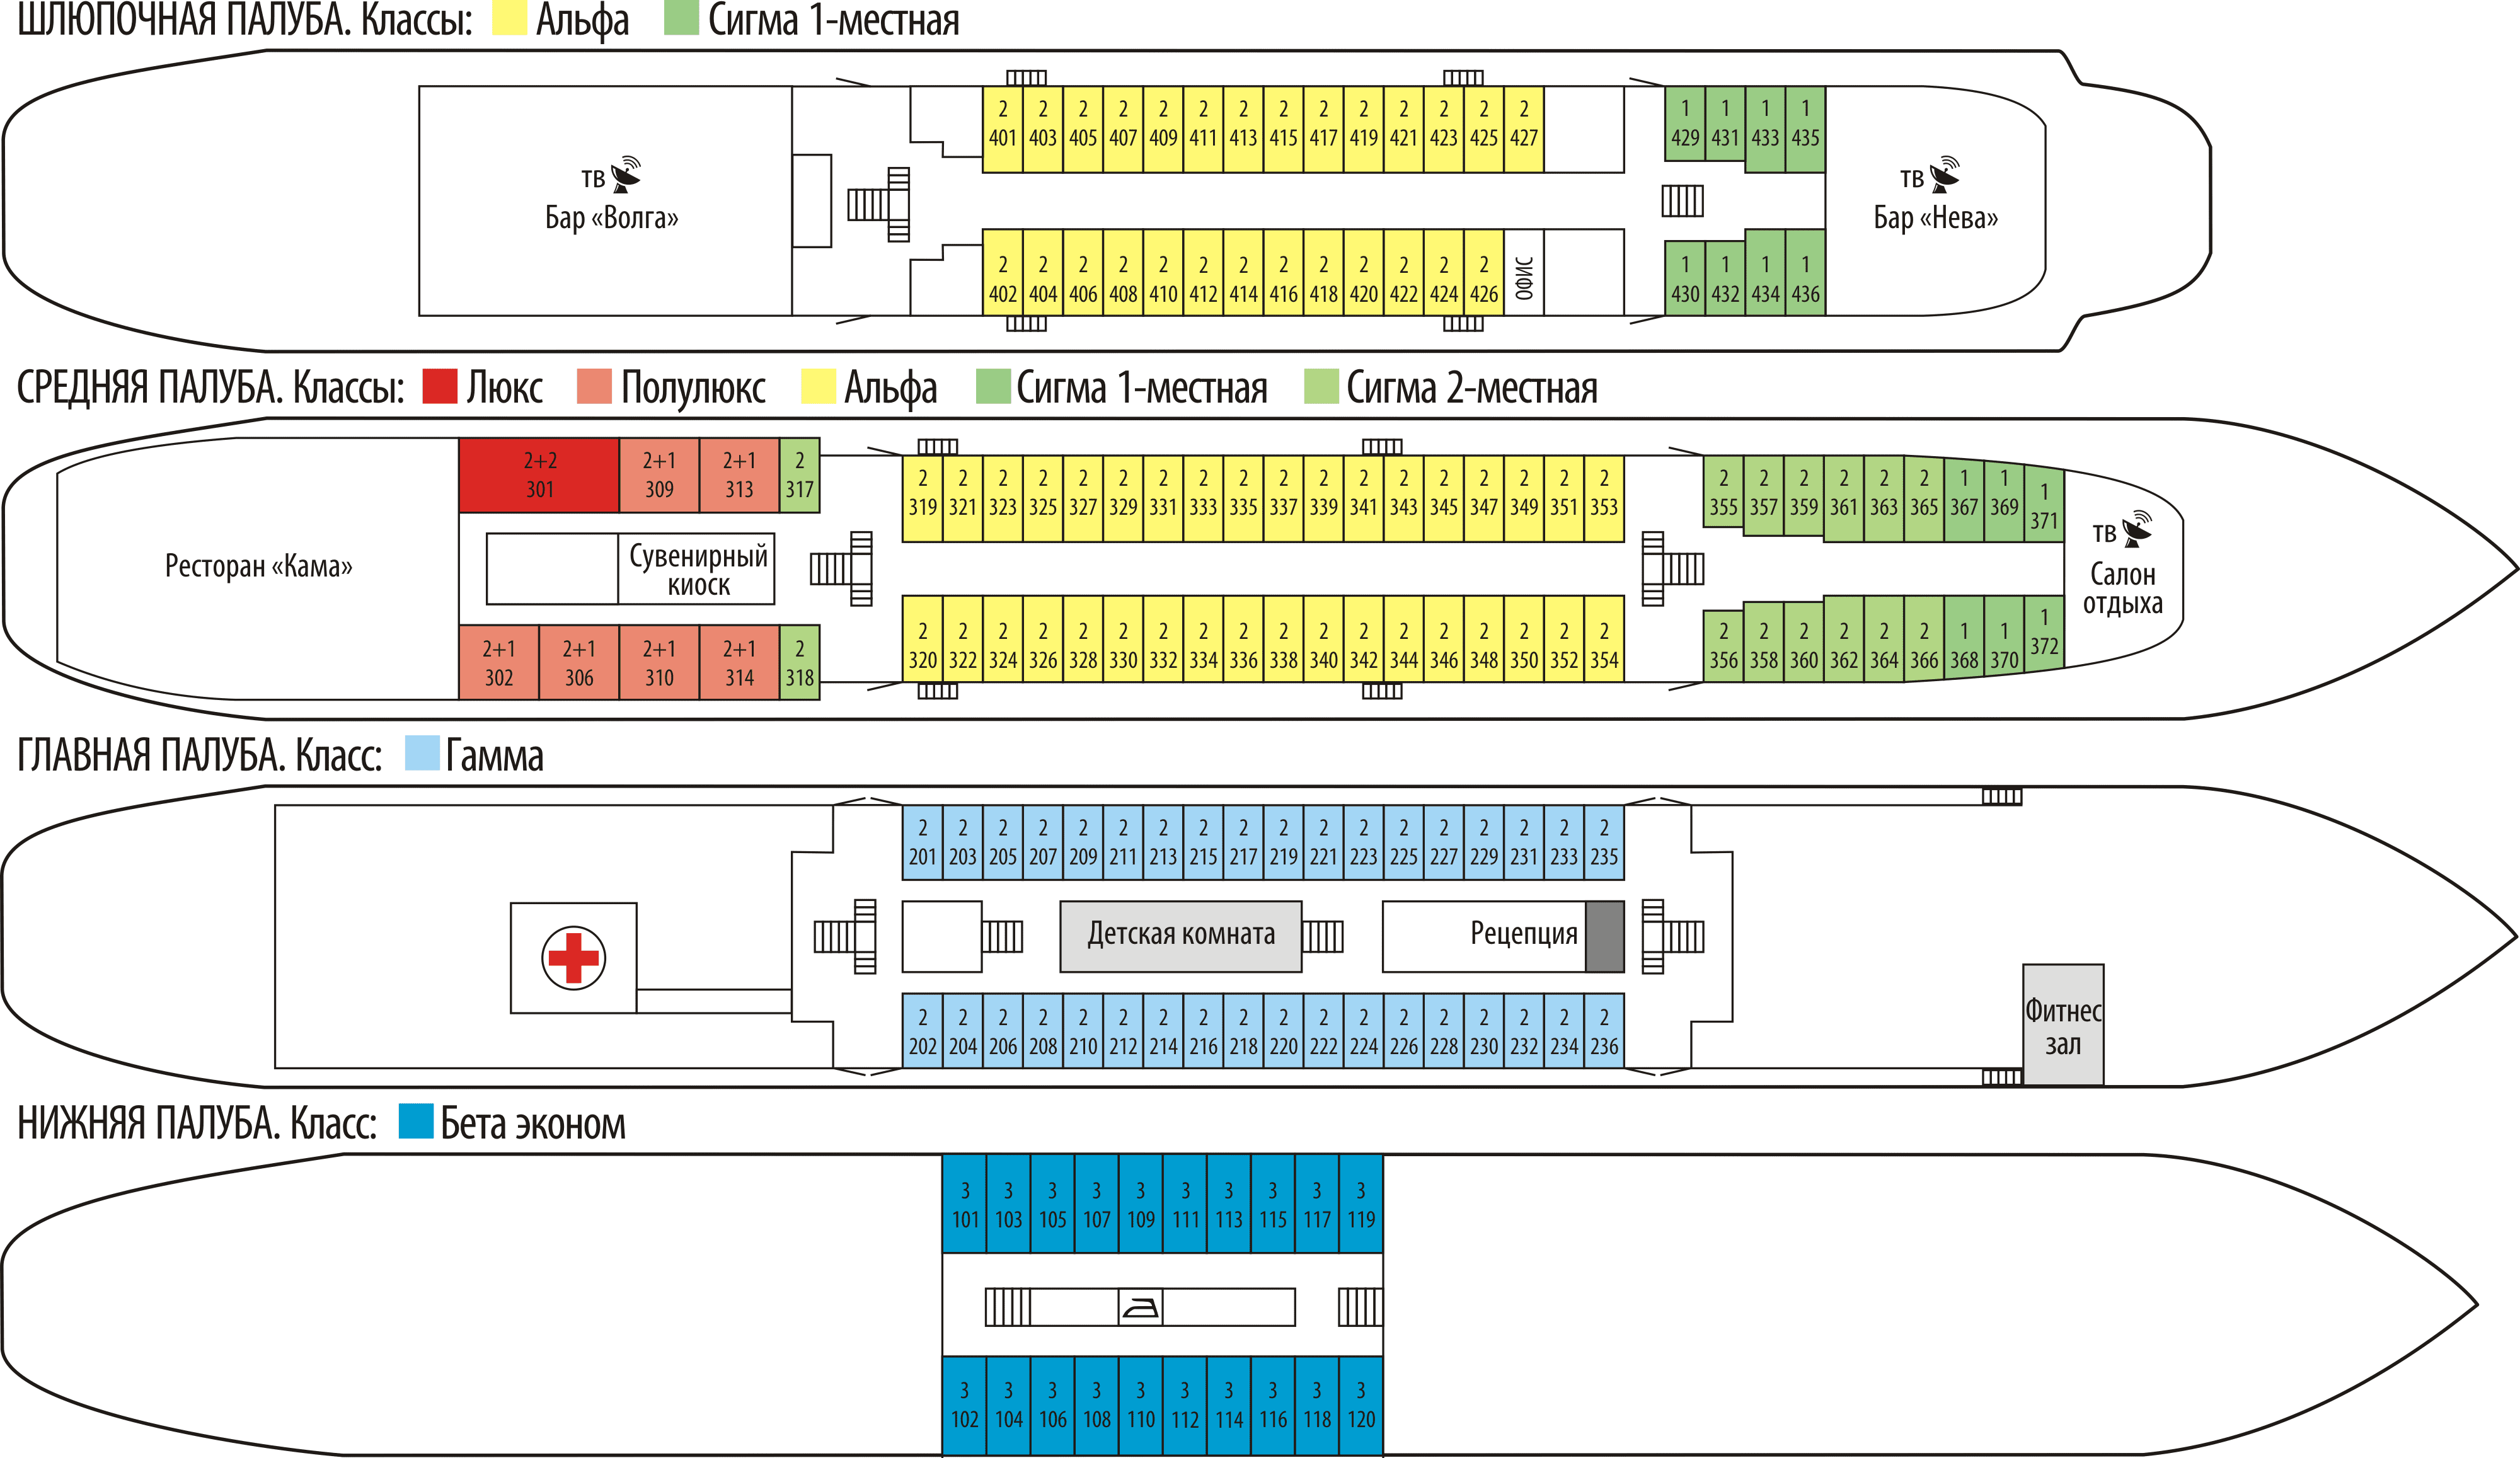 ШЛЮПОЧНАЯ ПАЛУБА. Классы: Альфа Сигма 1-местная
2 2 2 2 2 2 2 2 2 2 2 2 2 2 1 1 1 1
401 403 405 407 409 411 413 415 417 419 421 423 425 427 429 431 433 435
ТВ ТВ
Бар «Волга» Бар «Нева»
2 2 2 2 2 2 2 2 2 2 2 2 2 ОФИС 1 1 1 1
402 404 406 408 410 412 414 416 418 420 422 424 426 430 432 434 436
СРЕДНЯЯ ПАЛУБА. Классы: Люкс Полулюкс Альфа Сигма 1-местная Сигма 2-местная
2+2 2+1 2+1 2 2 2 2 2 2 2 2 2 2 2 2 2 2 2 2 2 2 2 2 2 2 2 2 2 1 1 1
301 309 313 317 319 321 323 325 327 329 331 333 335 337 339 341 343 345 347 349 351 353 355 357 359 361 363 365 367 369 371
ТВ
Ресторан «Кама» Сувенирный
киоск
Салон
отдыха
2+1 2+1 2+1 2+1 2 2 2 2 2 2 2 2 2 2 2 2 2 2 2 2 2 2 2 2 2 2 2 2 2 1 1 1
302 306 310 314 318 320 322 324 326 328 330 332 334 336 338 340 342 344 346 348 350 352 354 356 358 360 362 364 366 368 370 372
ГЛАВНАЯ ПАЛУБА. Класс: Гамма
2 2 2 2 2 2 2 2 2 2 2 2 2 2 2 2 2 2
201 203 205 207 209 211 213 215 217 219 221 223 225 227 229 231 233 235
Детская комната Рецепция
Фитнес
зал
2 2 2 2 2 2 2 2 2 2 2 2 2 2 2 2 2 2
202 204 206 208 210 212 214 216 218 220 222 224 226 228 230 232 234 236
НИЖНЯЯ ПАЛУБА. Класс: Бета эконом
3 3 3 3 3 3 3 3 3 3
101 103 105 107 109 111 113 115 117 119
3 3 3 3 3 3 3 3 3 3
102 104 106 108 110 112 114 116 118 120